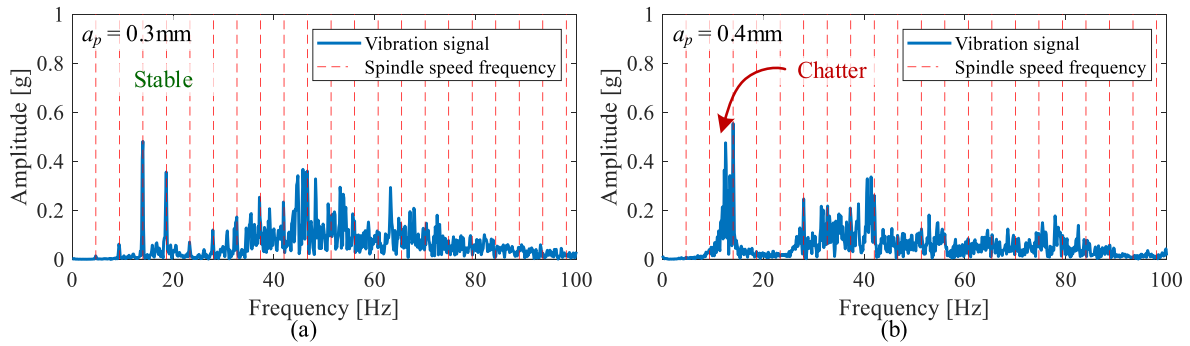 a_p = 0.3mm
Stable
Vibration signal
Spindle speed frequency
Amplitude [g]
1
0.8
0.6
0.4
0.2
0
0 20 40 60 80 100
Frequency [Hz]
(a)
a_p = 0.4mm
Chatter
Vibration signal
Spindle speed frequency
Amplitude [g]
1
0.8
0.6
0.4
0.2
0
0 20 40 60 80 100
Frequency [Hz]
(b)